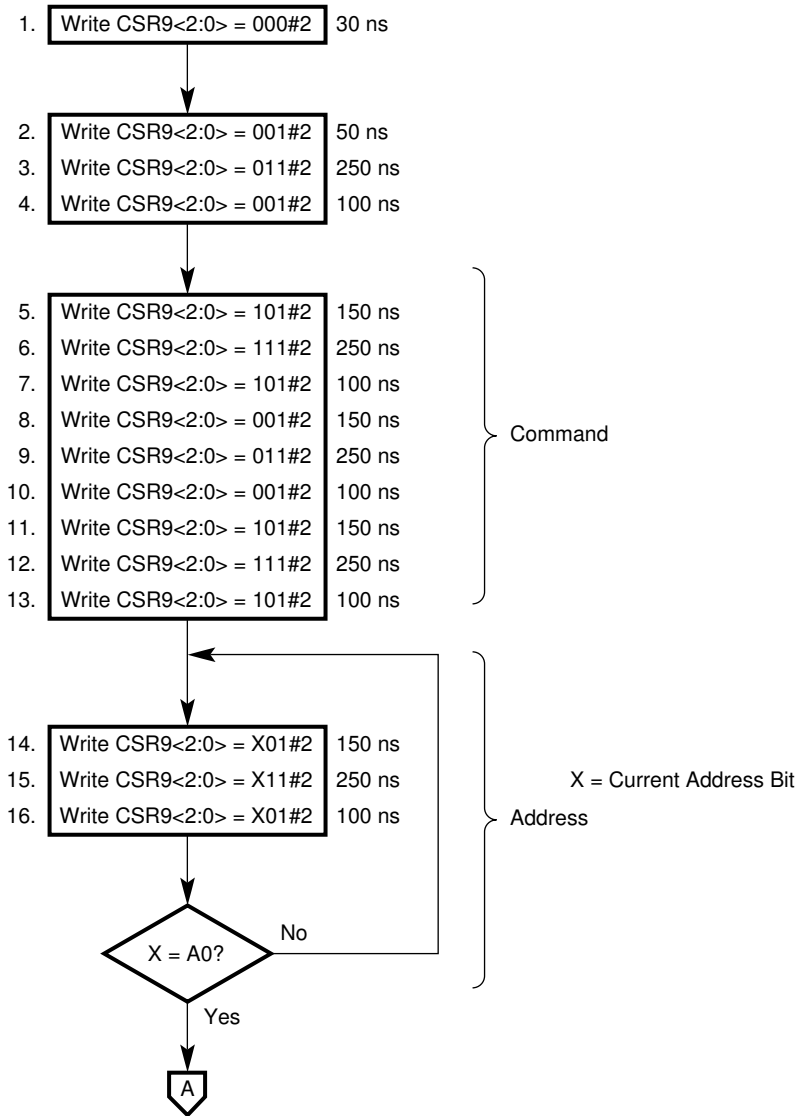 1. Write CSR9<2:0> = 000#2 30 ns
2. Write CSR9<2:0> = 001#2 50 ns
3. Write CSR9<2:0> = 011#2 250 ns
4. Write CSR9<2:0> = 001#2 100 ns
5. Write CSR9<2:0> = 101#2 150 ns
6. Write CSR9<2:0> = 111#2 250 ns
7. Write CSR9<2:0> = 101#2 100 ns
8. Write CSR9<2:0> = 001#2 150 ns
9. Write CSR9<2:0> = 011#2 250 ns
10. Write CSR9<2:0> = 001#2 100 ns
11. Write CSR9<2:0> = 101#2 150 ns
12. Write CSR9<2:0> = 111#2 250 ns
13. Write CSR9<2:0> = 101#2 100 ns
Command
14. Write CSR9<2:0> = X01#2 150 ns
15. Write CSR9<2:0> = X11#2 250 ns
16. Write CSR9<2:0> = X01#2 100 ns
X = Current Address Bit
Address
X = A0?
No
Yes
A